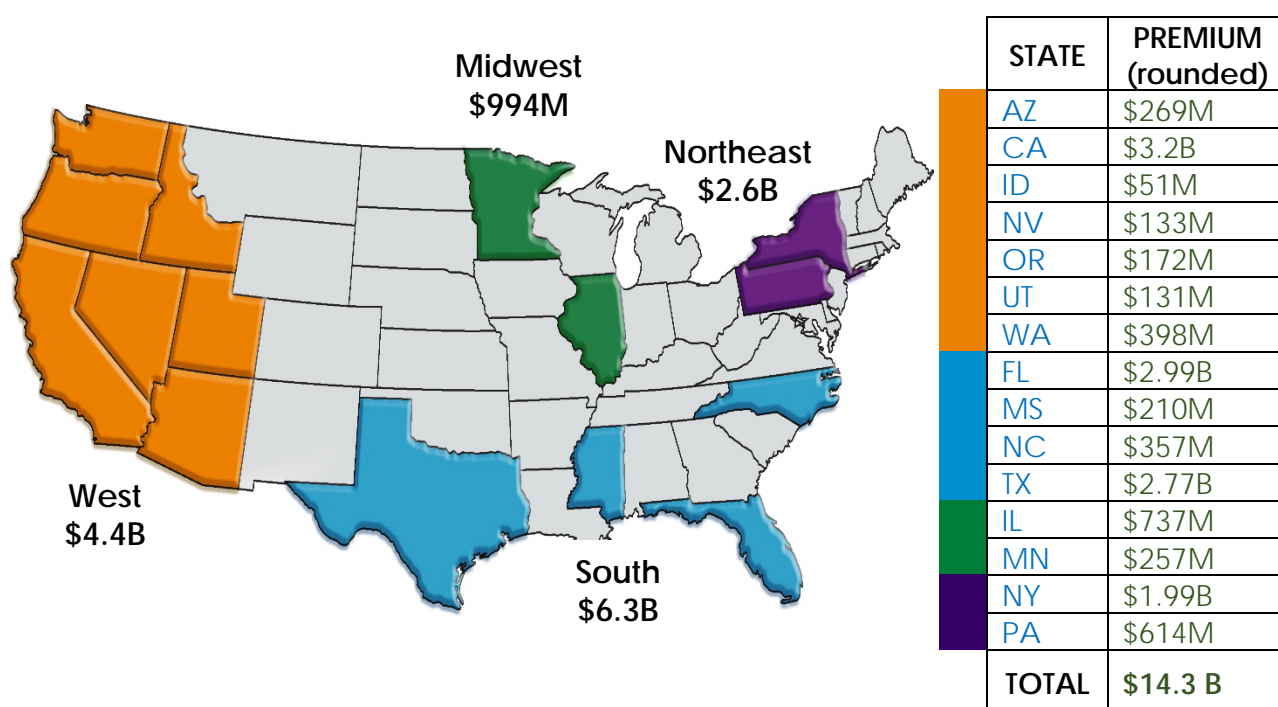 Midwest
$994M
Northeast
$2.6B
West
$4.4B
South
$6.3B
STATE PREMIUM
(rounded)
AZ $269M
CA $3.2B
ID $51M
NV $133M
OR $172M
UT $131M
WA $398M
FL $2.99B
MS $210M
NC $357M
TX $2.77B
IL $737M
MN $257M
NY $1.99B
PA $614M
TOTAL $14.3 B